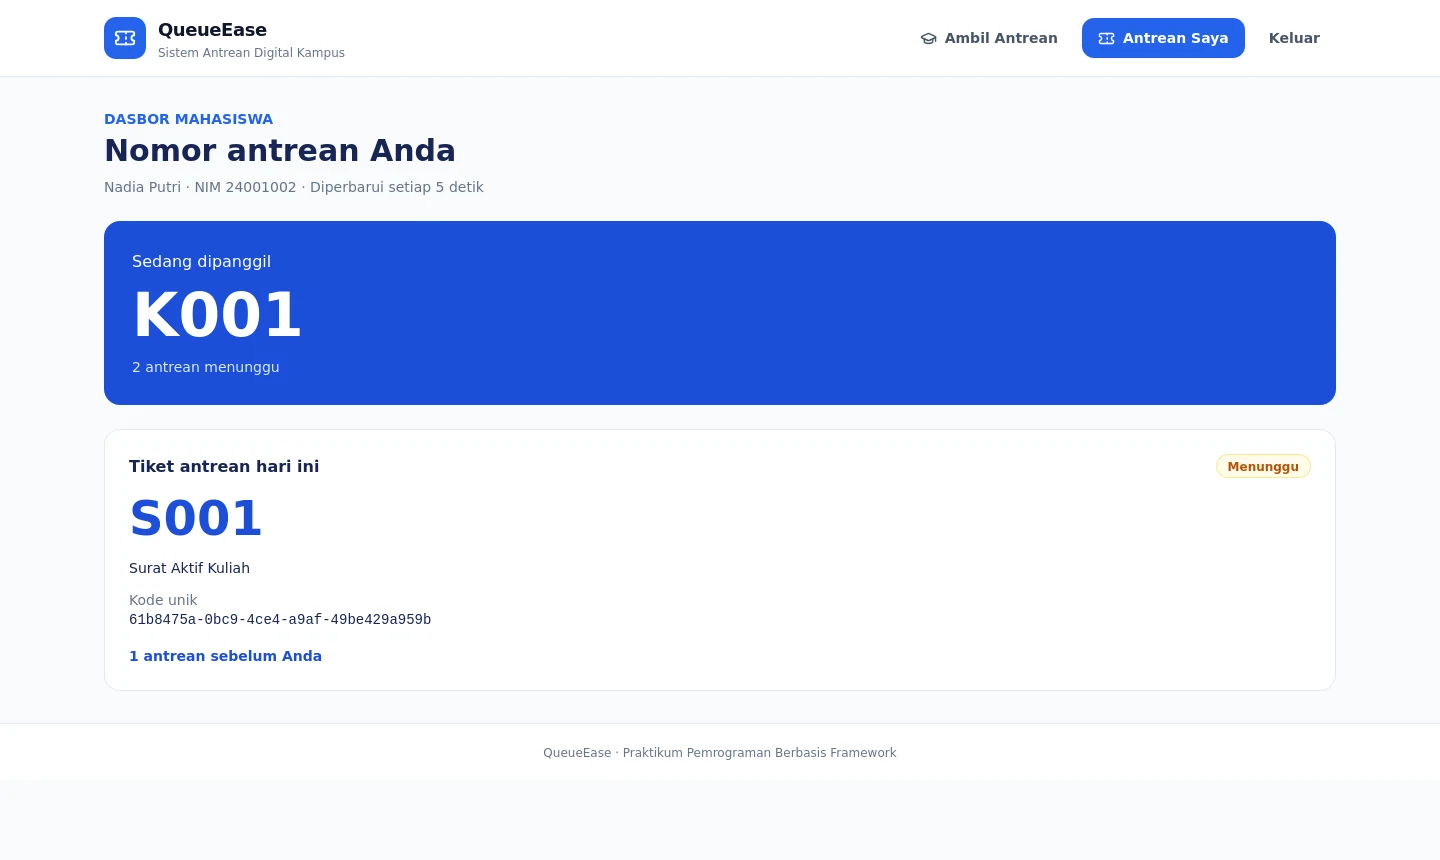 QueueEase
Sistem Antrean Digital Kampus
Ambil Antrean
Antrean Saya
Keluar
DASBOR MAHASISWA
Nomor antrean Anda
Nadia Putri · NIM 24001002 · Diperbarui setiap 5 detik
Sedang dipanggil
K001
2 antrean menunggu
Tiket antrean hari ini
Menunggu
S001
Surat Aktif Kuliah
Kode unik
61b8475a-0bc9-4ce4-a9af-49be429a959b
1 antrean sebelum Anda
QueueEase · Praktikum Pemrograman Berbasis Framework